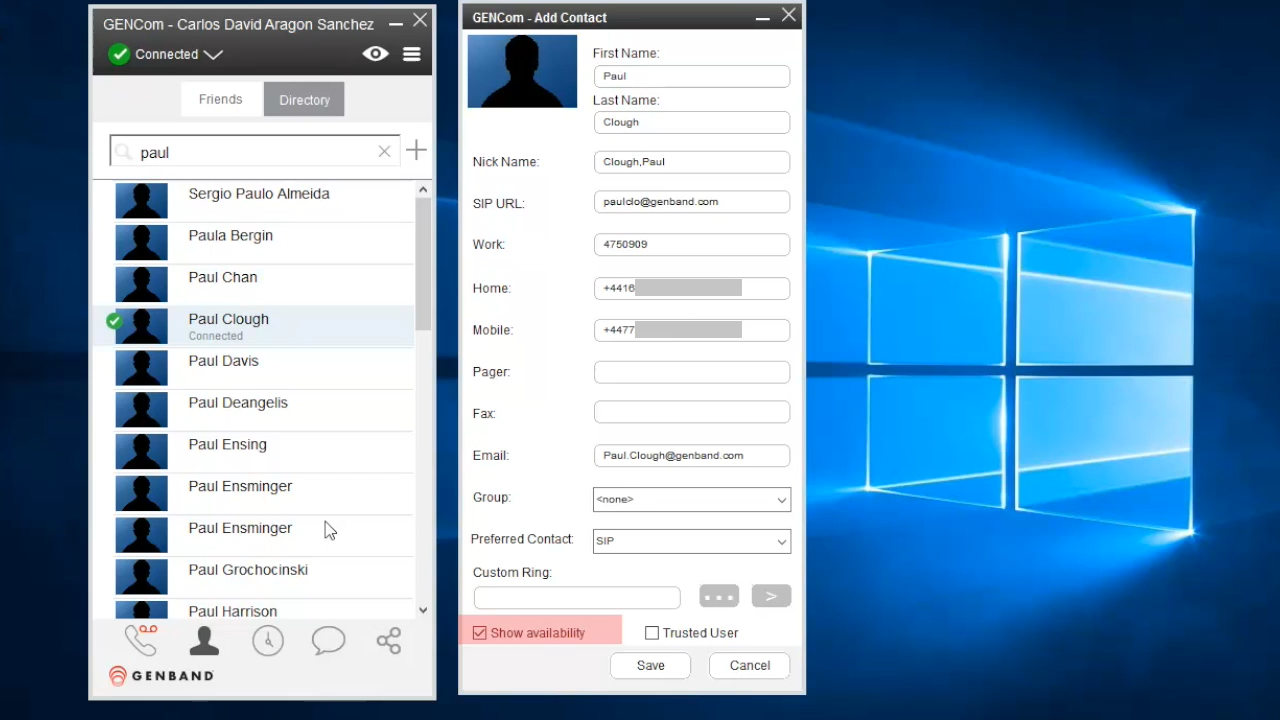 GENCom - Carlos David Aragon Sanchez
Connected
Friends
Directory
paul
Sergio Paulo Almeida
Paula Bergin
Paul Chan
Paul Clough
Connected
Paul Davis
Paul Deangelis
Paul Ensing
Paul Ensminger
Paul Ensminger
Paul Grochocinski
Paul Harrison
GENBAND
GENCom - Add Contact
First Name:
Paul
Last Name:
Clough
Nick Name:
Clough,Paul
SIP URL:
paulclo@genband.com
Work:
4750909
Home:
+4416
Mobile:
+4477
Pager:
Fax:
Email:
Paul.Clough@genband.com
Group:
<none>
Preferred Contact:
SIP
Custom Ring:
...
>
Show availability
Trusted User
Save
Cancel